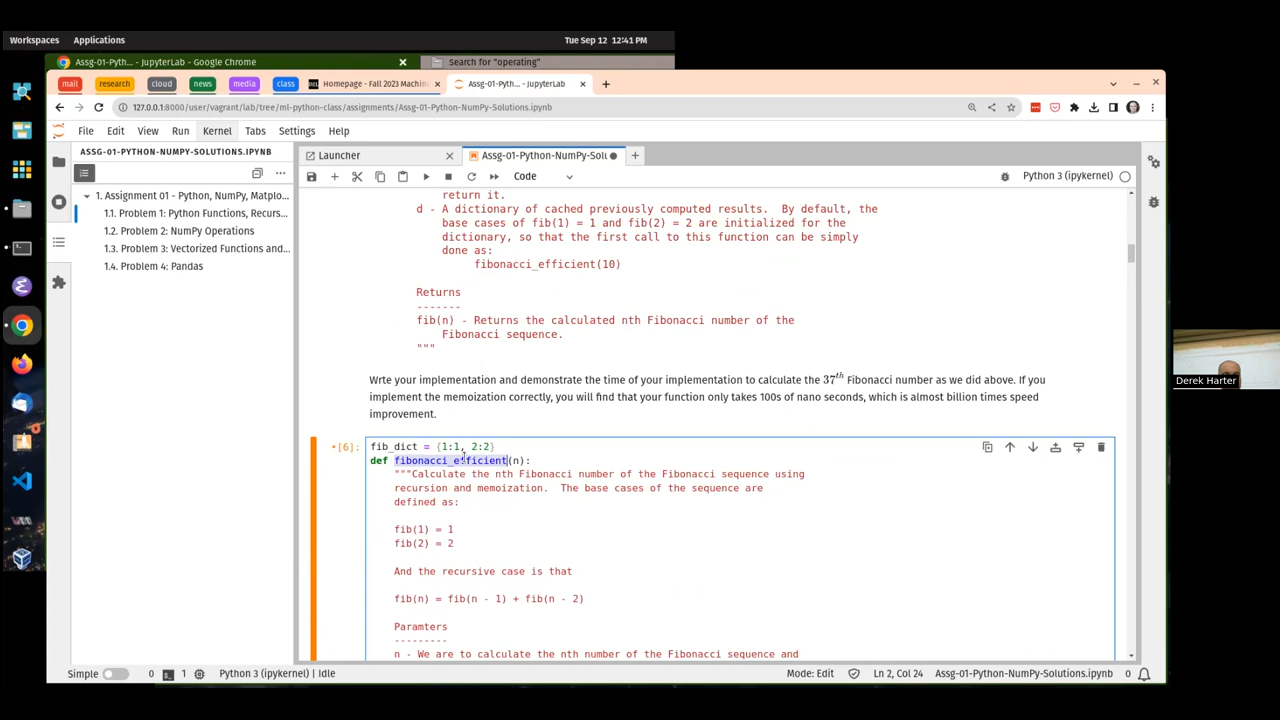 Workspaces Applications Tue Sep 12 12:41 PM
Assg-01-Pyth... - JupyterLab - Google Chrome Search for “operating”
mail research cloud news media class Homepage - Fall 2023 Machin Assg-01-Pyth... - JupyterLab
127.0.0.1:8000/user/vagrant/lab/tree/ml-python-class/assignments/Assg-01-Python-NumPy-Solutions.ipynb
File Edit View Run Kernel Tabs Settings Help
ASSG-01-PYTHON-NUMPY-SOLUTIONS.IPYNB
Launcher Assg-01-Python-NumPy-Solu
Code Python 3 (ipykernel)
1. Assignment 01 - Python, NumPy, Matplo...
1.1. Problem 1: Python Functions, Recurs...
1.2. Problem 2: NumPy Operations
1.3. Problem 3: Vectorized Functions and...
1.4. Problem 4: Pandas
return it.
d - A dictionary of cached previously computed results. By default, the
base cases of fib(1) = 1 and fib(2) = 2 are initialized for the
dictionary, so that the first call to this function can be simply
done as:
fibonacci_efficient(10)
Returns
-------
fib(n) - Returns the calculated nth Fibonacci number of the
Fibonacci sequence.
"""
Wrte your implementation and demonstrate the time of your implementation to calculate the 37th Fibonacci number as we did above. If you
implement the memoization correctly, you will find that your function only takes 100s of nano seconds, which is almost billion times speed
improvement.
[6]: fib_dict = {1:1, 2:2}
def fibonacci_efficient(n):
"""Calculate the nth Fibonacci number of the Fibonacci sequence using
recursion and memoization. The base cases of the sequence are
defined as:
fib(1) = 1
fib(2) = 2
And the recursive case is that
fib(n) = fib(n - 1) + fib(n - 2)
Paramters
---------
n - We are to calculate the nth number of the Fibonacci sequence and
Simple 0 1 Python 3 (ipykernel) | Idle Mode: Edit Ln 2, Col 24 Assg-01-Python-NumPy-Solutions.ipynb 0
Derek Harter